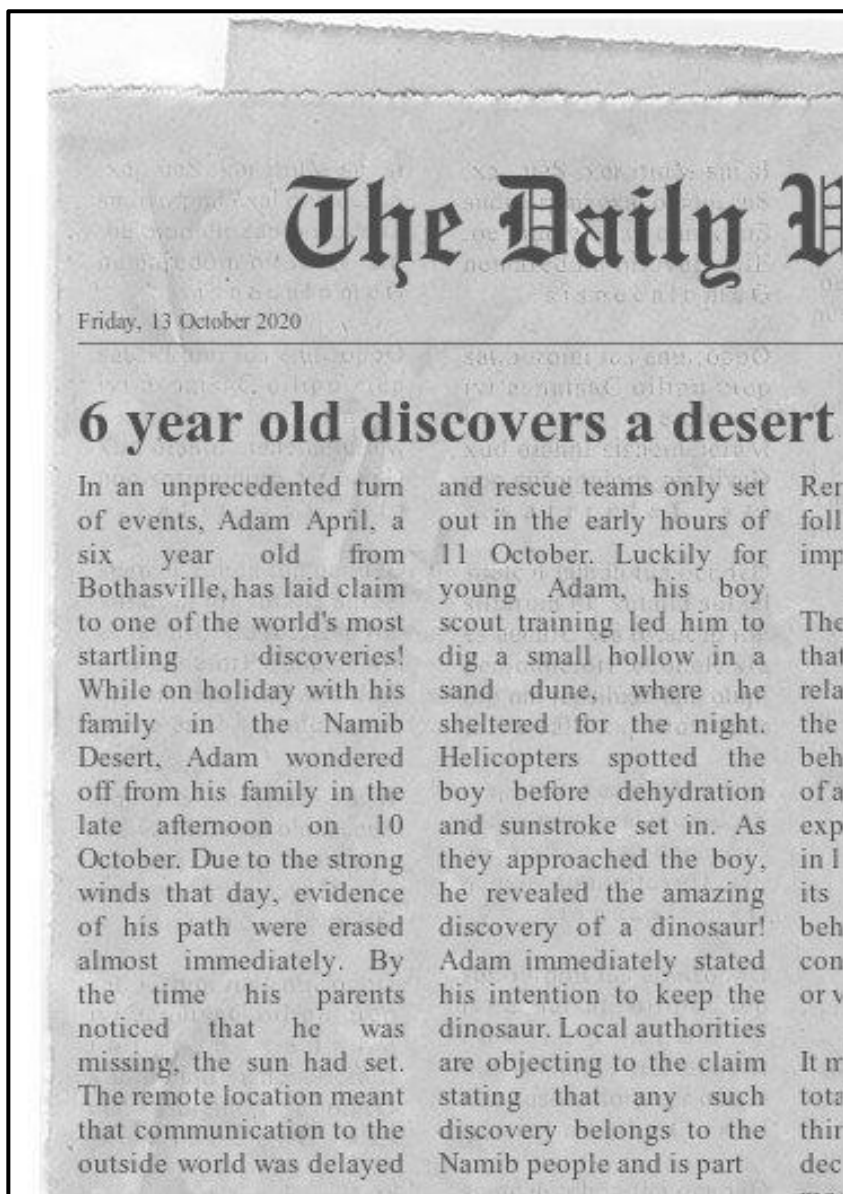 The Daily
Friday, 13 October 2020
6 year old discovers a desert
In an unprecedented turn
of events, Adam April, a
six year old from
Bothasville, has laid claim
to one of the world's most
startling discoveries!
While on holiday with his
family in the Namib
Desert, Adam wondered
off from his family in the
late afternoon on 10
October. Due to the strong
winds that day, evidence
of his path were erased
almost immediately. By
the time his parents
noticed that he was
missing, the sun had set.
The remote location meant
that communication to the
outside world was delayed
and rescue teams only set
out in the early hours of
11 October. Luckily for
young Adam, his boy
scout training led him to
dig a small hollow in a
sand dune, where he
sheltered for the night.
Helicopters spotted the
boy before dehydration
and sunstroke set in. As
they approached the boy,
he revealed the amazing
discovery of a dinosaur!
Adam immediately stated
his intention to keep the
dinosaur. Local authorities
are objecting to the claim
stating that any such
discovery belongs to the
Namib people and is part
The
the
of a
its
It